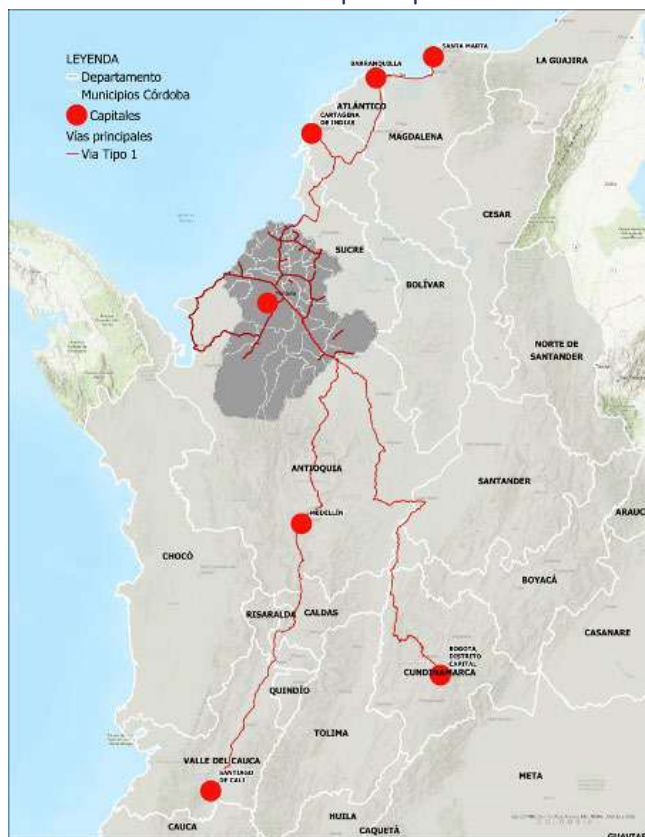 LEYENDA
Departamento
Municipios Córdoba
Capitales
Vías principales
Via Tipo 1
SANTA MARTA
BARRANQUILLA
LA GUAJIRA
ATLÁNTICO
CARTAGENA
DE INDIAS
MAGDALENA
CESAR
SUCRE
BOLÍVAR
NORTE DE
SANTANDER
ANTIOQUIA
SANTANDER
MEDELLÍN
ARAUC
CHOCÓ
BOYACÁ
RISARALDA
CALDAS
CASANARE
BOGOTÁ,
DISTRITO
CAPITAL
CUNDINAMARCA
QUINDÍO
TOLIMA
VALLE DEL CAUCA
SANTIAGO
DE CALI
META
HUILA
CAUCA
CAQUETÁ
COLOMBIA